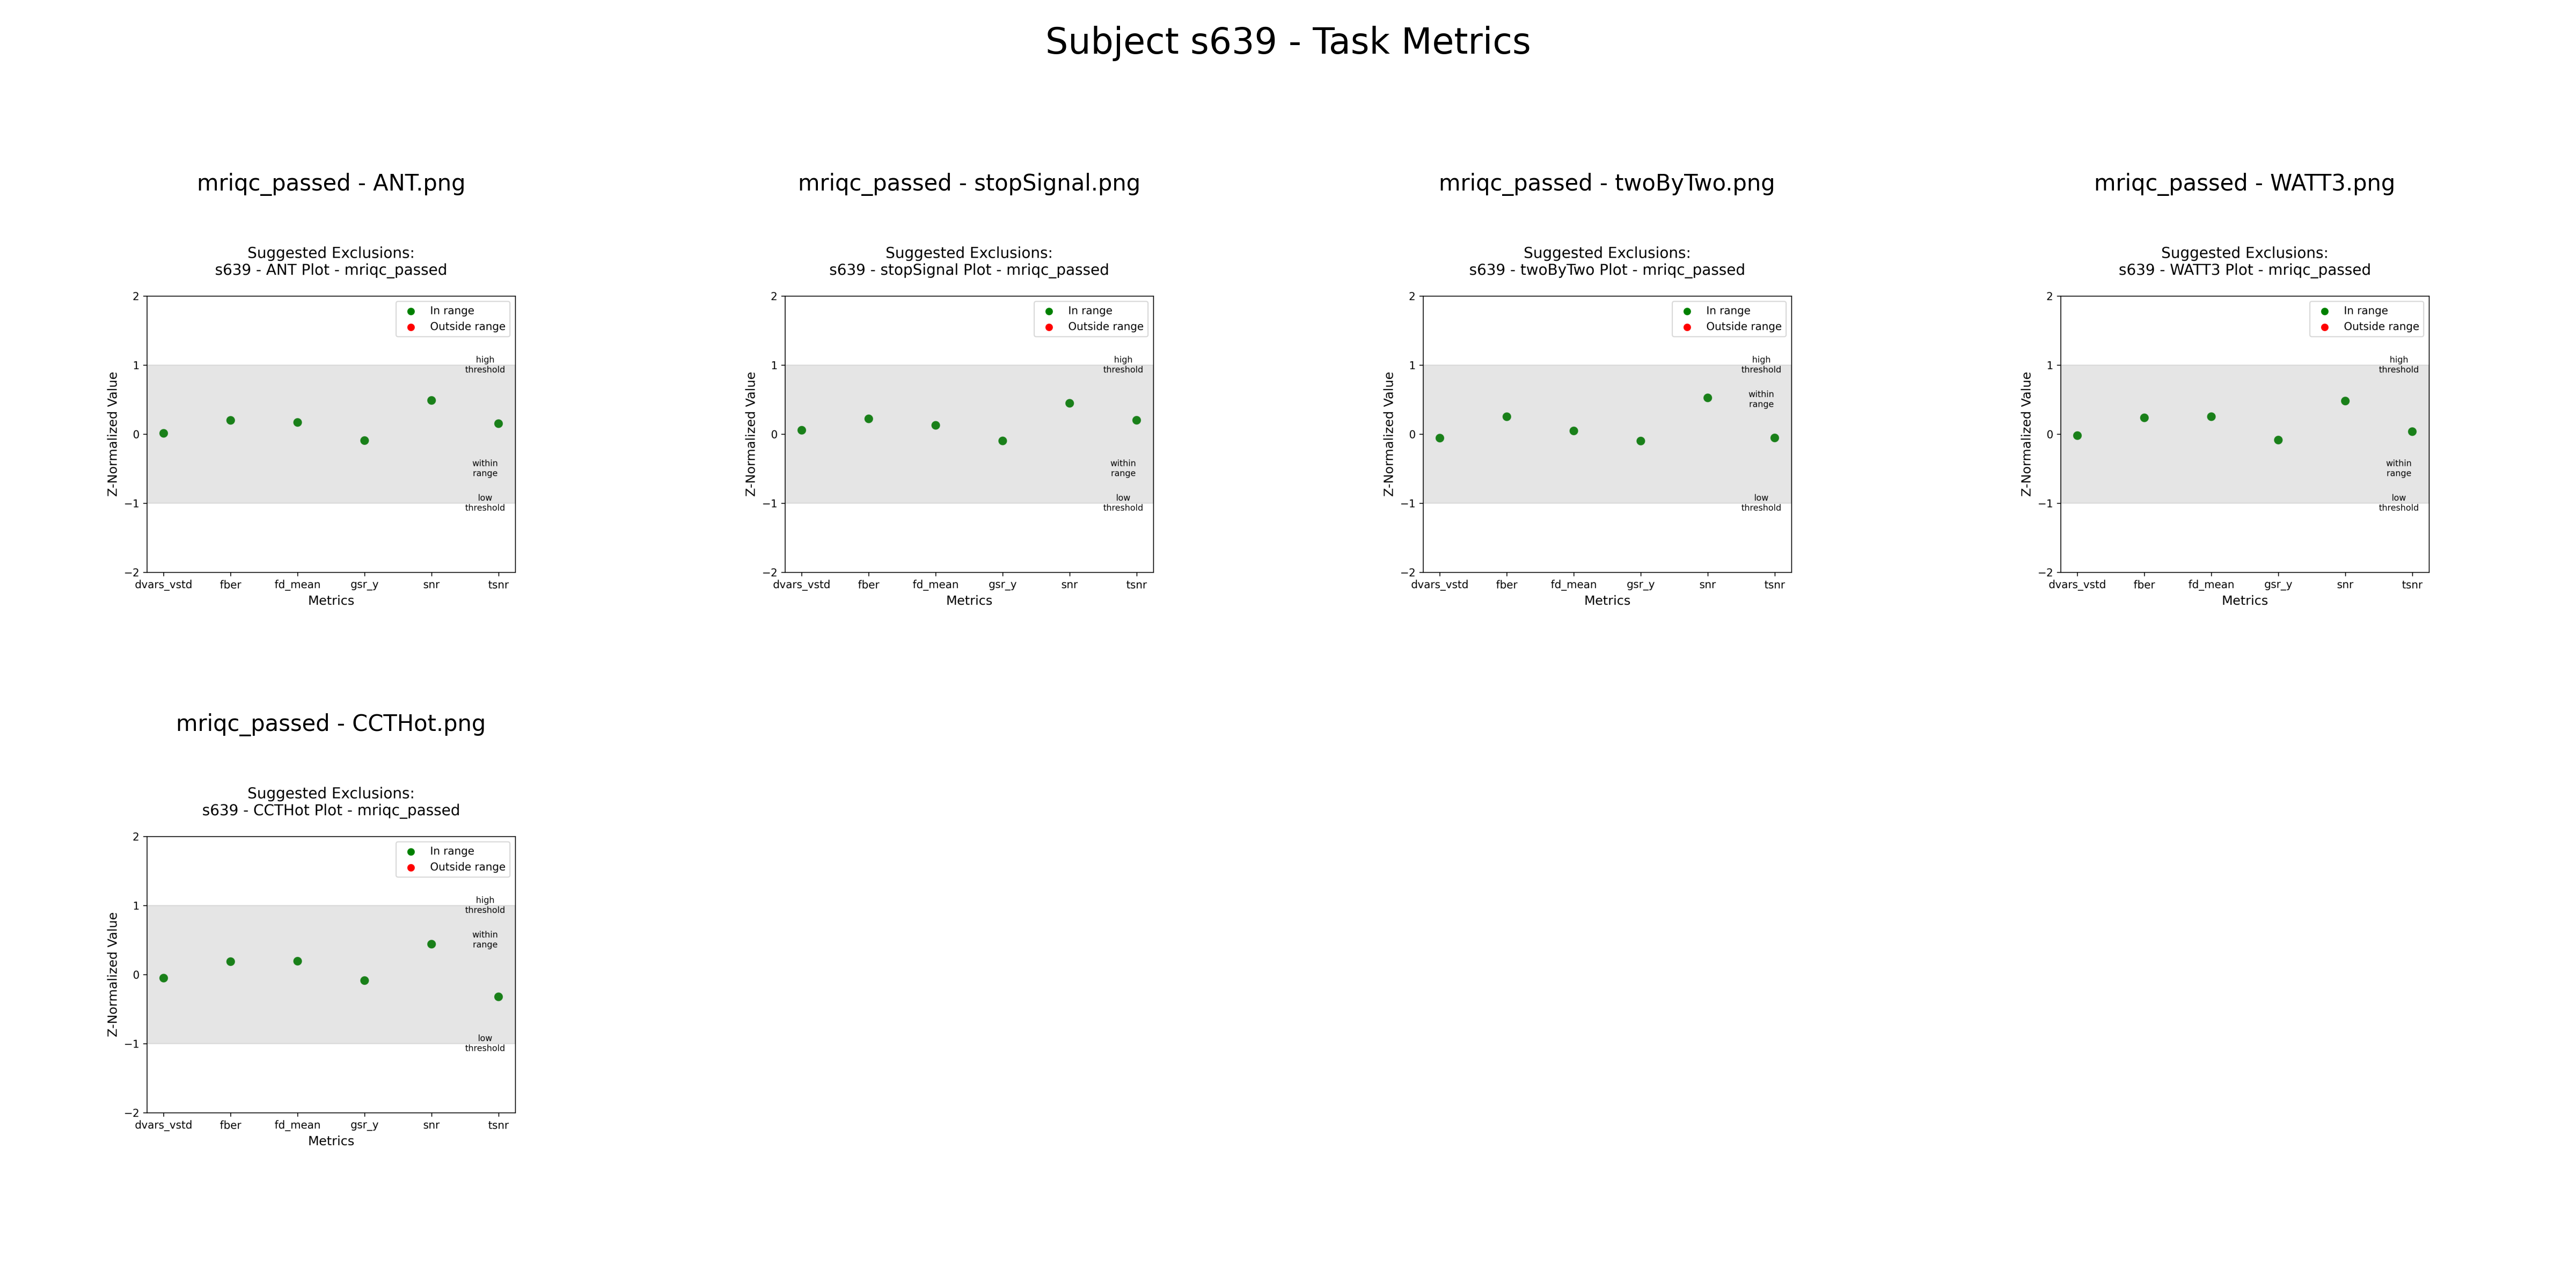 Subject s639 - Task Metrics
mriqc_passed - ANT.png
Suggested Exclusions:
s639 - ANT Plot - mriqc_passed
In range
Outside range
high
threshold
within
range
low
threshold
2
1
0
−1
−2
Z-Normalized Value
dvars_vstd fber fd_mean gsr_y snr tsnr
Metrics
mriqc_passed - stopSignal.png
Suggested Exclusions:
s639 - stopSignal Plot - mriqc_passed
In range
Outside range
high
threshold
within
range
low
threshold
2
1
0
−1
−2
Z-Normalized Value
dvars_vstd fber fd_mean gsr_y snr tsnr
Metrics
mriqc_passed - twoByTwo.png
Suggested Exclusions:
s639 - twoByTwo Plot - mriqc_passed
In range
Outside range
high
threshold
within
range
low
threshold
2
1
0
−1
−2
Z-Normalized Value
dvars_vstd fber fd_mean gsr_y snr tsnr
Metrics
mriqc_passed - WATT3.png
Suggested Exclusions:
s639 - WATT3 Plot - mriqc_passed
In range
Outside range
high
threshold
within
range
low
threshold
2
1
0
−1
−2
Z-Normalized Value
dvars_vstd fber fd_mean gsr_y snr tsnr
Metrics
mriqc_passed - CCTHot.png
Suggested Exclusions:
s639 - CCTHot Plot - mriqc_passed
In range
Outside range
high
threshold
within
range
low
threshold
2
1
0
−1
−2
Z-Normalized Value
dvars_vstd fber fd_mean gsr_y snr tsnr
Metrics